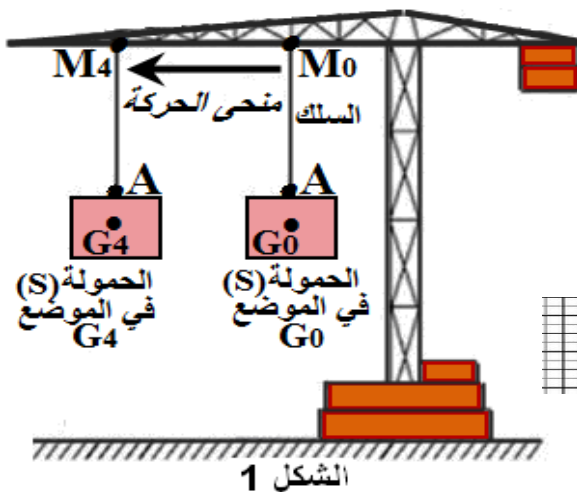 M4 M0
منحى الحركة السلك
A A
G4 G0
الحمولة (S) الحمولة (S)
في الموضع في الموضع
G4 G0
الشكل 1